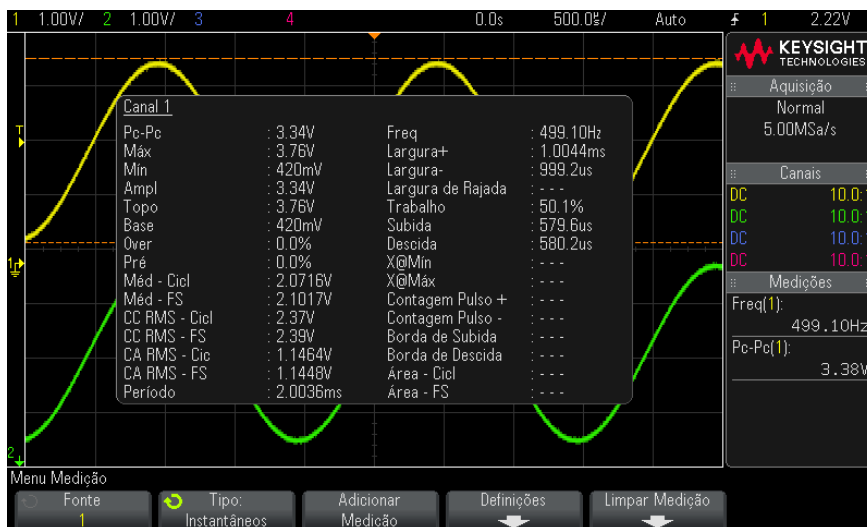 1 1.00V/ 2 1.00V/ 3 4 0.0s 500.0us/ Auto 1 2.22V
KEYSIGHT
TECHNOLOGIES
Aquisição
Normal
5.00MSa/s
Canais
DC 10.0:
DC 10.0:
DC 10.0:
DC 10.0:
Medições
Freq(1):
499.10Hz
Pc-Pc(1):
3.38V
T
1
2
Canal 1
Pc-Pc : 3.34V Freq : 499.10Hz
Máx : 3.76V Largura+ : 1.0044ms
Mín : 420mV Largura- : 999.2us
Ampl : 3.34V Largura de Rajada : - - -
Topo : 3.76V Trabalho : 50.1%
Base : 420mV Subida : 579.6us
Over : 0.0% Descida : 580.2us
Pré : 0.0% X@Mín : - - -
Méd - Cicl : 2.0716V X@Máx : - - -
Méd - FS : 2.1017V Contagem Pulso + : - - -
CC RMS - Cicl : 2.37V Contagem Pulso - : - - -
CC RMS - FS : 2.39V Borda de Subida : - - -
CA RMS - Cic : 1.1464V Borda de Descida : - - -
CA RMS - FS : 1.1448V Área - Cicl : - - -
Período : 2.0036ms Área - FS : - - -
Menu Medição
Fonte Tipo: Adicionar Definições Limpar Medição
1 Instantâneos Medição